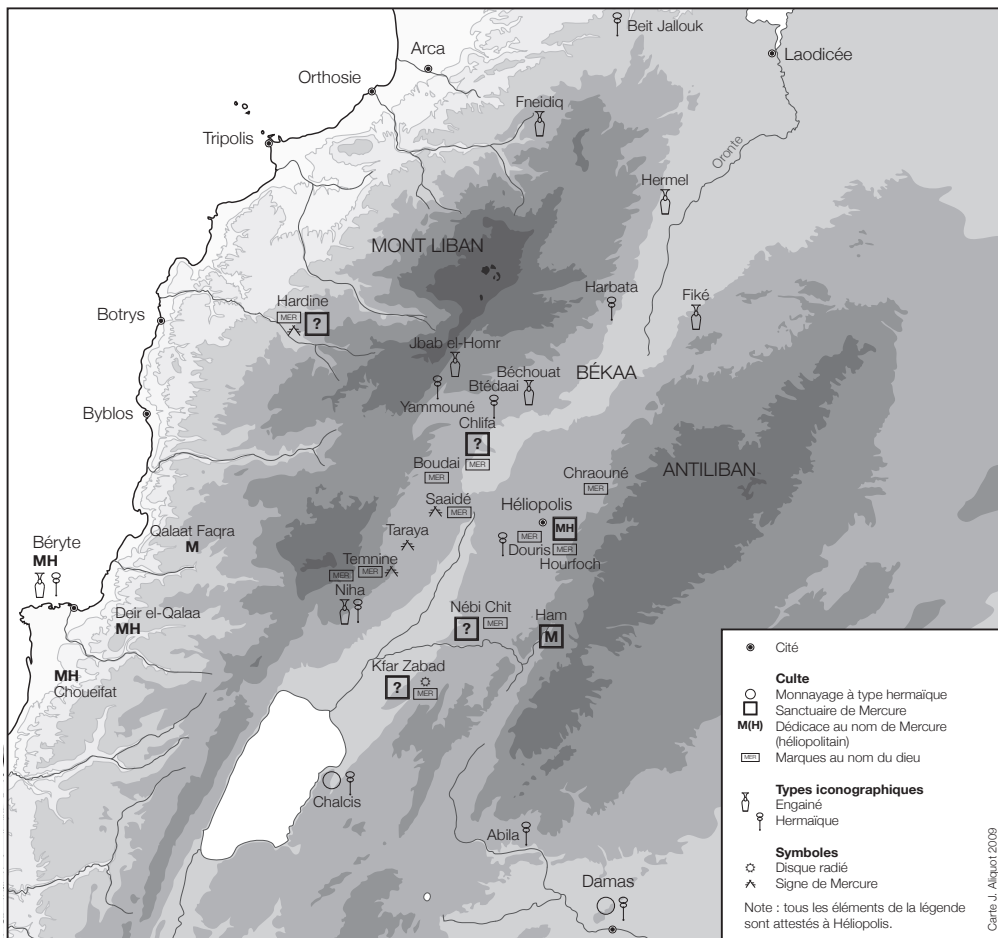 Beit Jallouk
Laodicée
Arca
Orthosie
Fneidiq
Tripolis
Oronte
Hermel
MONT LIBAN
Harbata
Fiké
Hardine
MER
?
Botrys
Jbab el-Homr
BÉKAA
Béchouat
Btédaai
Yammouné
Byblos
Chlifa
?
ANTILIBAN
Boudai
MER
MER
Chraouné
MER
Saaidé
MER
Héliopolis
MH
Qalaat Faqra
M
Taraya
MER
Douris
MER
Hourfoch
Béryte
MH
Temnine
MER
MER
Niha
Deir el-Qalaa
MH
Nébi Chit
?
MER
Ham
M
Kfar Zabad
?
MER
MH
Choueifat
Chalcis
Abila
Damas
Cité
Culte
Monnayage à type hermaïque
Sanctuaire de Mercure
M(H) Dédicace au nom de Mercure
(héliopolitain)
MER Marques au nom du dieu
Types iconographiques
Engainé
Hermaïque
Symboles
Disque radié
Signe de Mercure
Note : tous les éléments de la légende
sont attestés à Héliopolis.
Carte J. Aliquot 2009